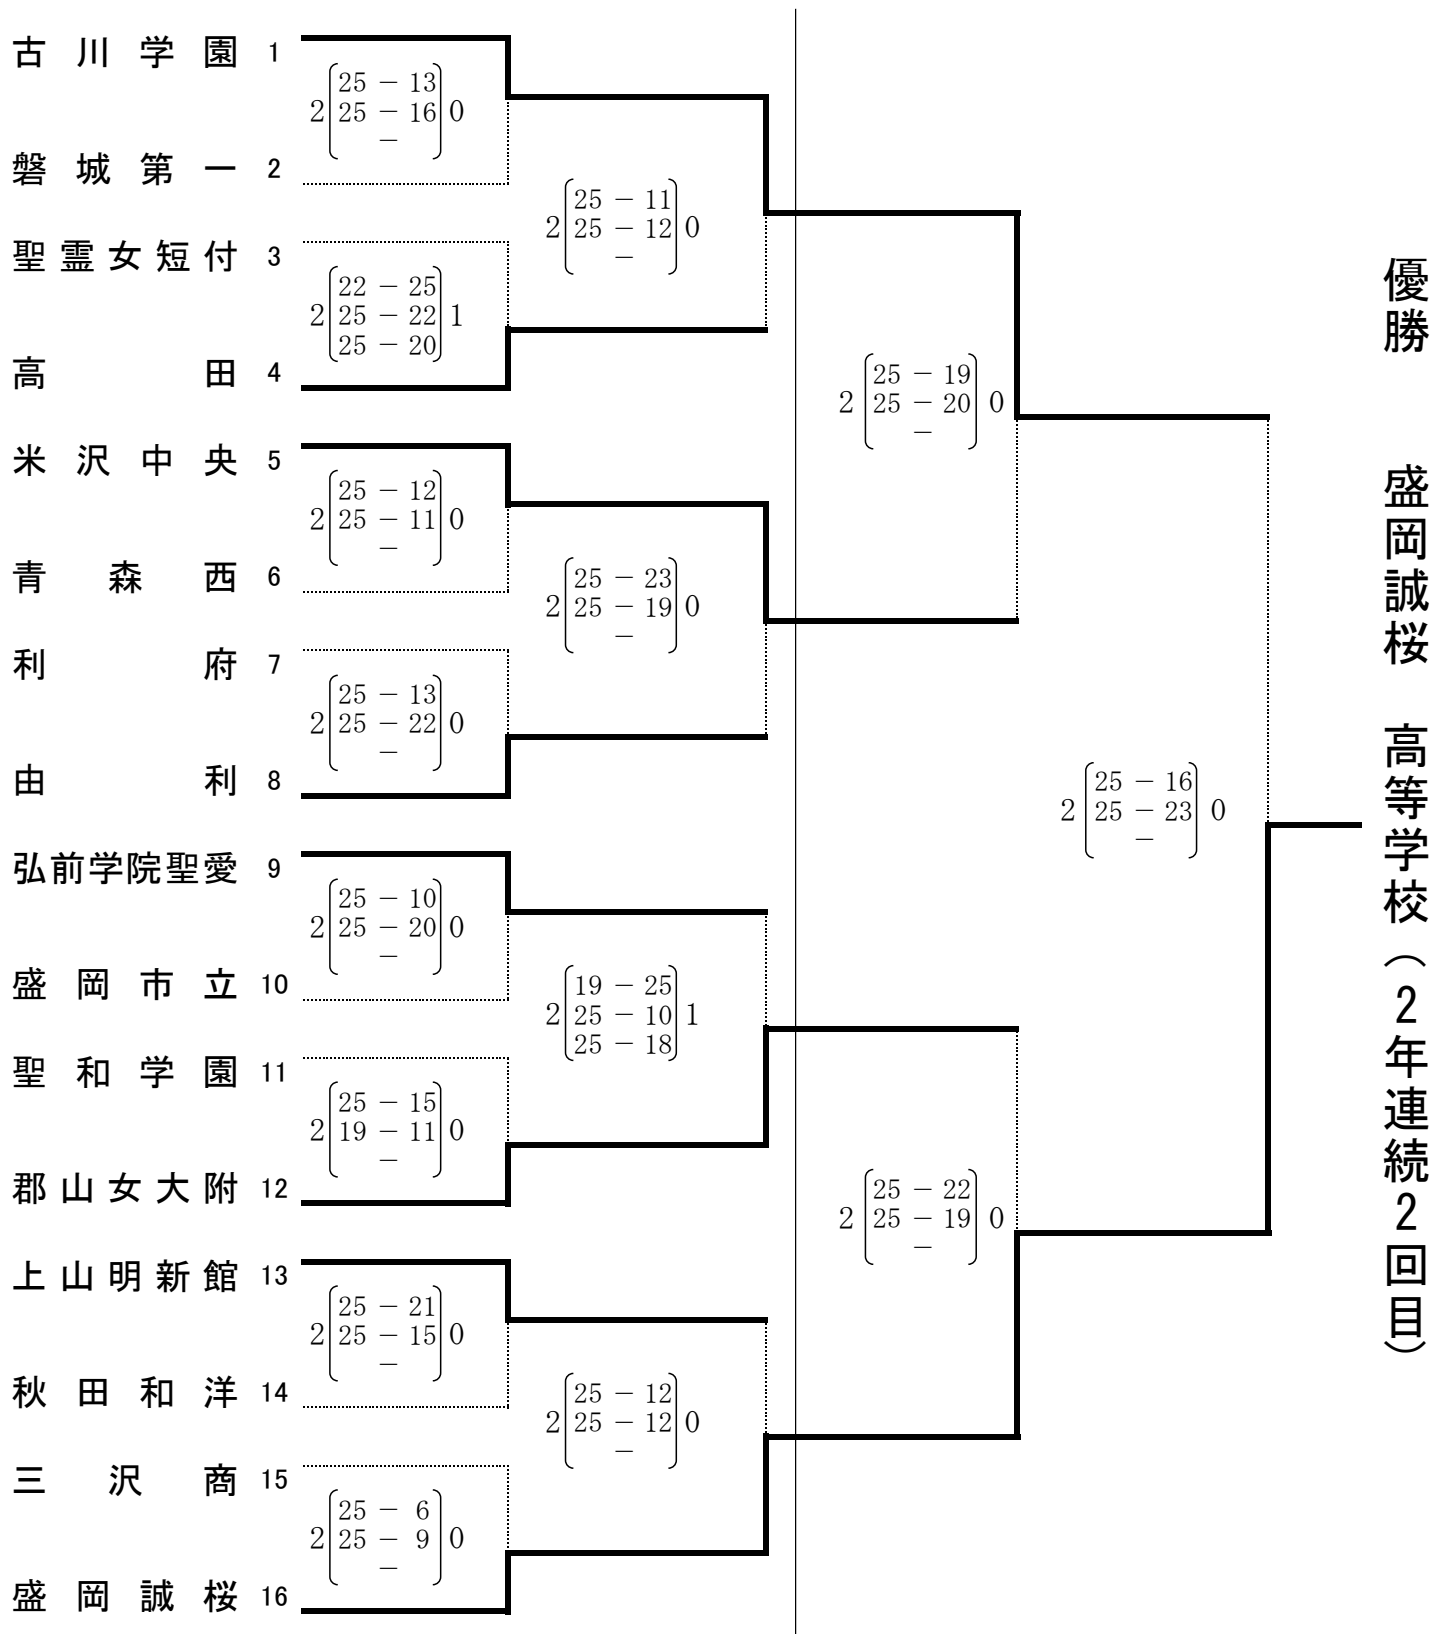 古川学園 1
2 25 － 13 0
25 － 16
－
磐城第一 2
聖霊女短付 3
22 － 25
2 25 － 22 1
25 － 20
高田 4
米沢中央 5
25 － 12
2 25 － 11 0
－
青森西 6
利府 7
25 － 13
2 25 － 22 0
－
由利 8
弘前学院聖愛 9
25 － 10
2 25 － 20 0
－
盛岡市立 10
聖和学園 11
25 － 15
2 19 － 11 0
－
郡山女大附 12
上山明新館 13
25 － 21
2 25 － 15 0
－
秋田和洋 14
三沢商 15
25 － 6
2 25 － 9 0
－
盛岡誠桜 16
25 － 11
2 25 － 12 0
－
25 － 23
2 25 － 19 0
－
19 － 25
2 25 － 10 1
25 － 18
25 － 12
2 25 － 12 0
－
25 － 19
2 25 － 20 0
－
25 － 22
2 25 － 19 0
－
25 － 16
2 25 － 23 0
－
優勝　盛岡誠桜　高等学校（2年連続2回目）